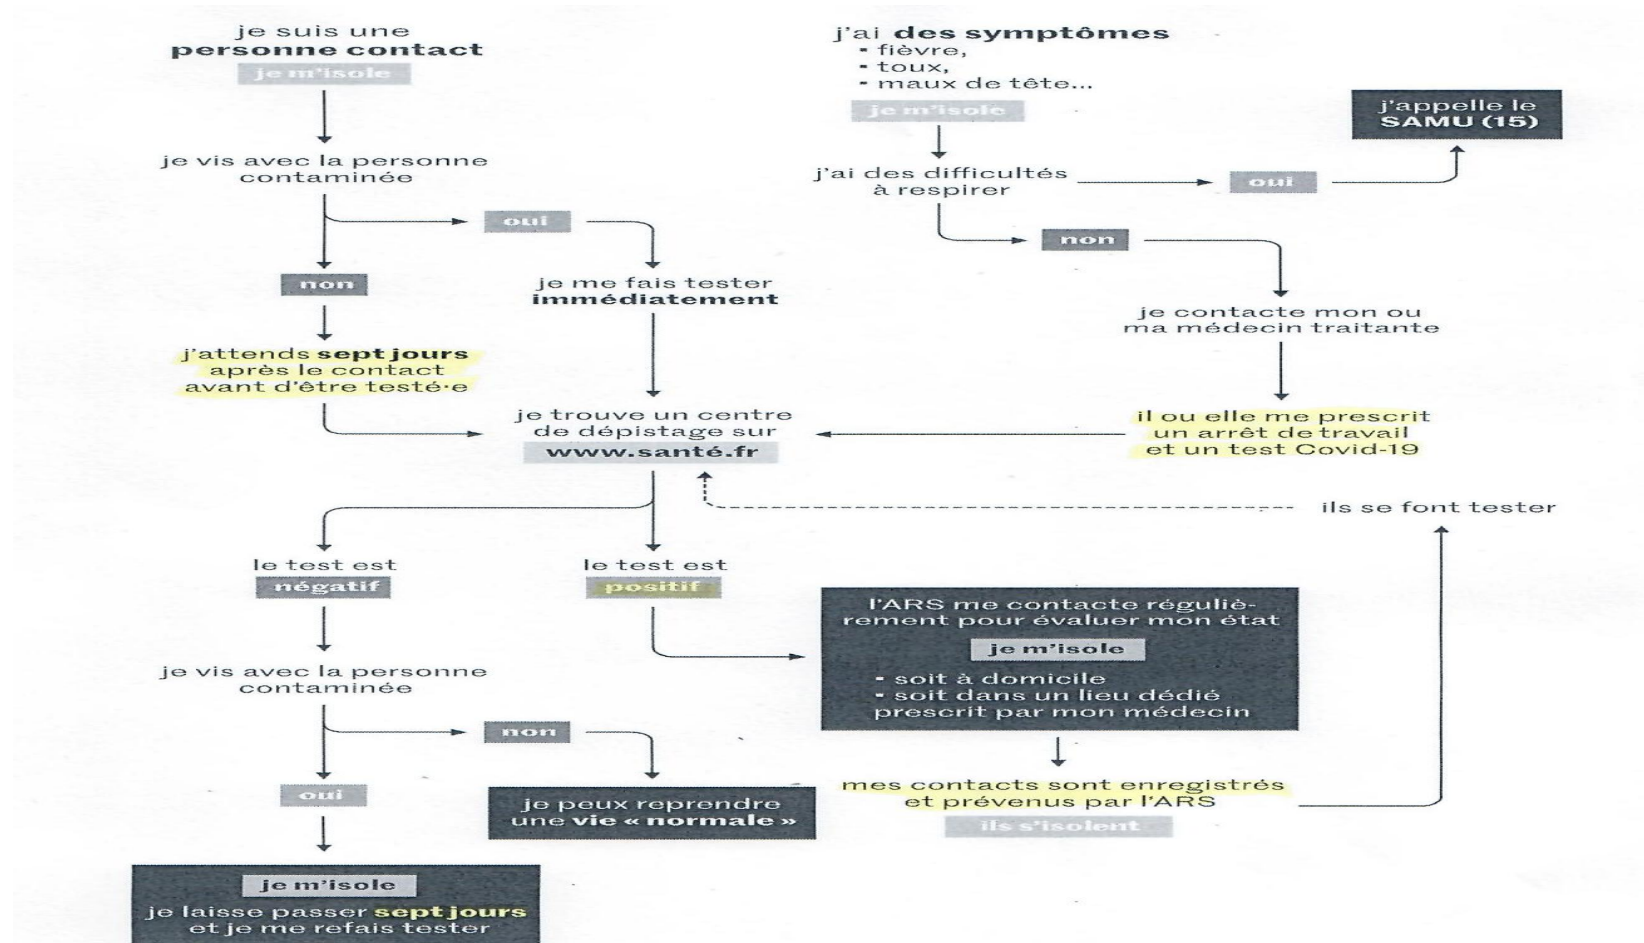 je suis une
personne contact
je m'isole
je vis avec la personne
contaminée
oui
non
je me fais tester
immédiatement
j'attends sept jours
après le contact
avant d'être testé·e
j'ai des symptômes
▪ fièvre,
▪ toux,
▪ maux de tête...
je m'isole
j'ai des difficultés
à respirer
oui
j'appelle le
SAMU (15)
non
je contacte mon ou
ma médecin traitante
il ou elle me prescrit
un arrêt de travail
et un test Covid-19
je trouve un centre
de dépistage sur
www.santé.fr
ils se font tester
le test est
négatif
le test est
positif
l'ARS me contacte réguliè-
rement pour évaluer mon état
je m'isole
▪ soit à domicile
▪ soit dans un lieu dédié
prescrit par mon médecin
mes contacts sont enregistrés
et prévenus par l'ARS
ils s'isolent
je vis avec la personne
contaminée
non
oui
je peux reprendre
une vie « normale »
je m'isole
je laisse passer sept jours
et je me refais tester